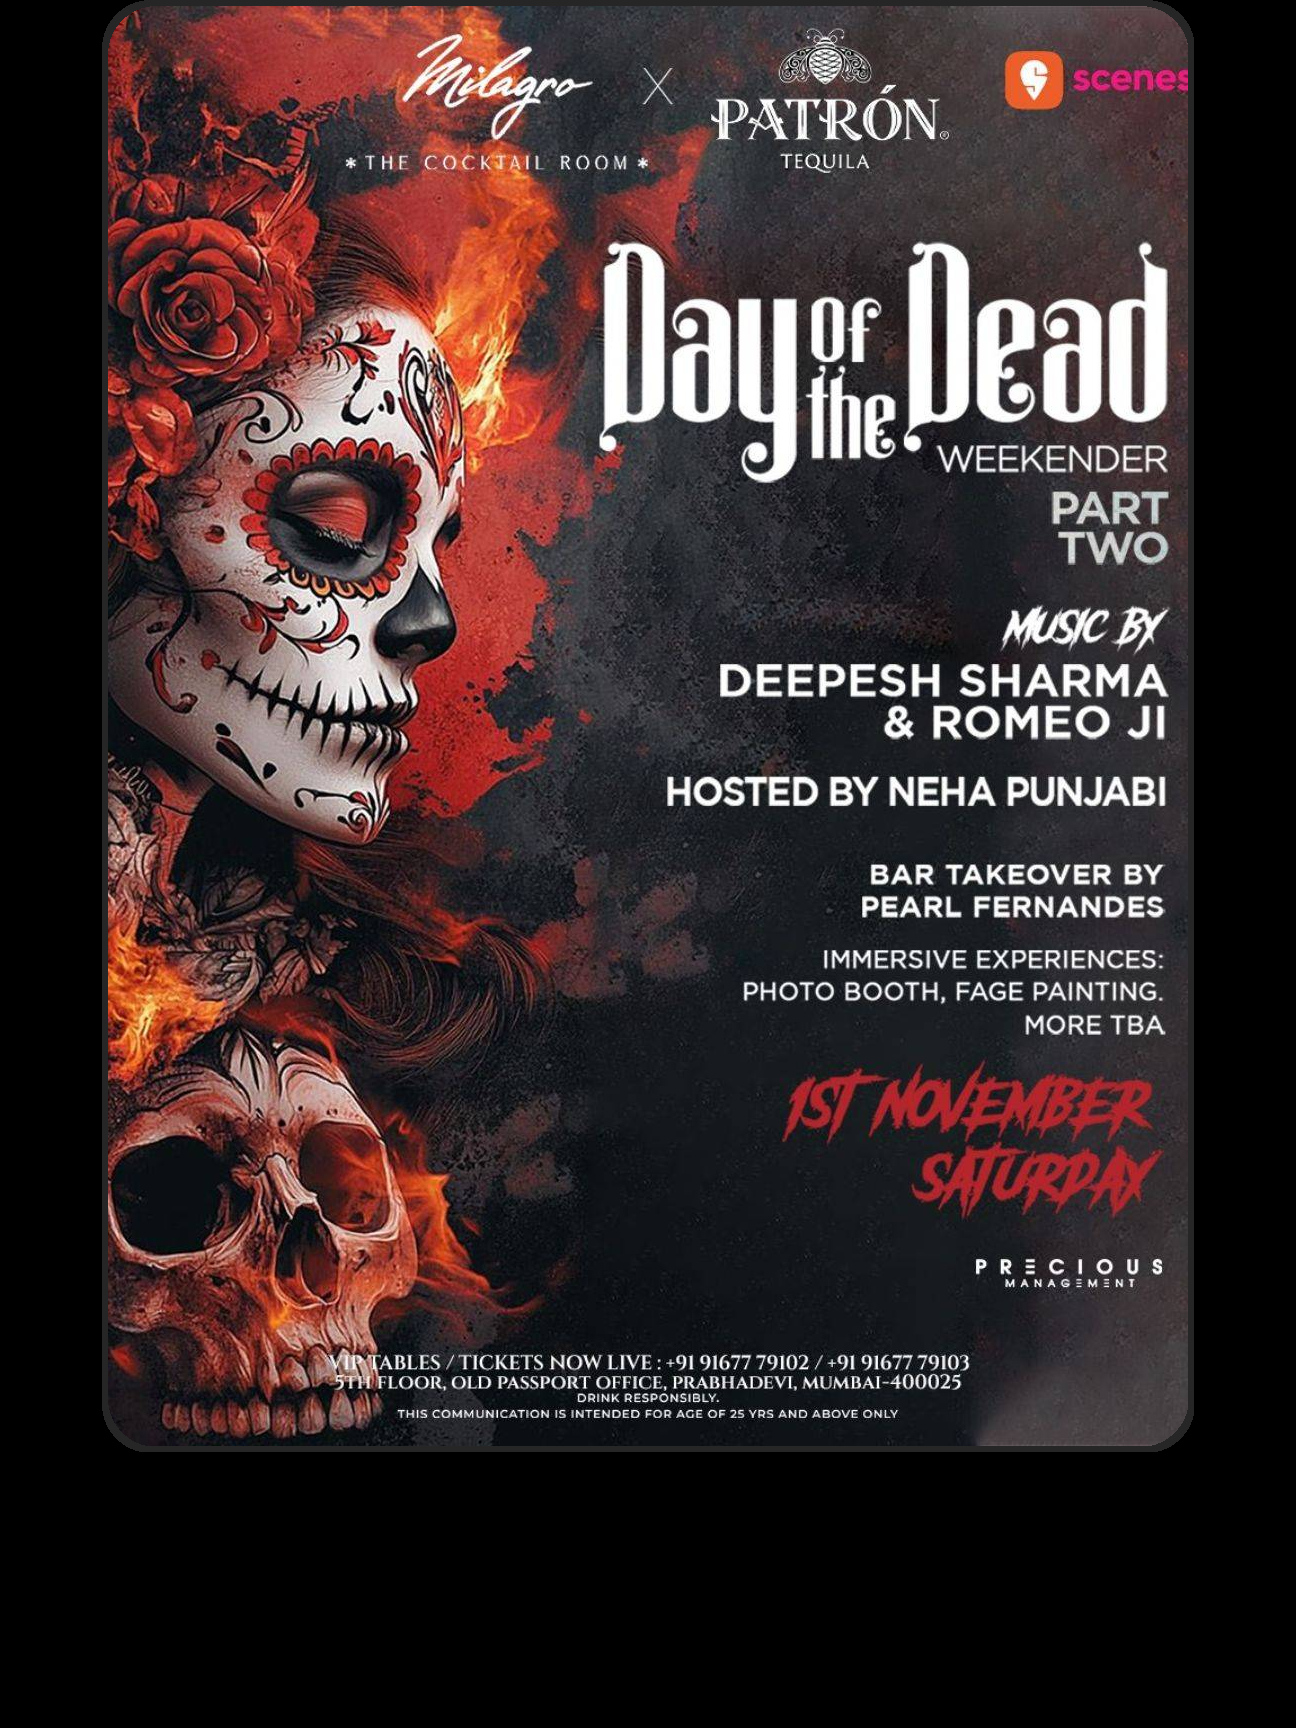 Milagro
*THE COCKTAIL ROOM*
X
PATRÓN®
TEQUILA
scenes
Day of the Dead
WEEKENDER
PART
TWO
MUSIC BY
DEEPESH SHARMA
& ROMEO JI
HOSTED BY NEHA PUNJABI
BAR TAKEOVER BY
PEARL FERNANDES
IMMERSIVE EXPERIENCES:
PHOTO BOOTH, FAGE PAINTING.
MORE TBA
1ST NOVEMBER
SATURDAY
PRECIOUS
MANAGEMENT
VIP TABLES / TICKETS NOW LIVE : +91 91677 79102 / +91 91677 79103
5TH FLOOR, OLD PASSPORT OFFICE, PRABHADEVI, MUMBAI-400025
DRINK RESPONSIBLY.
THIS COMMUNICATION IS INTENDED FOR AGE OF 25 YRS AND ABOVE ONLY